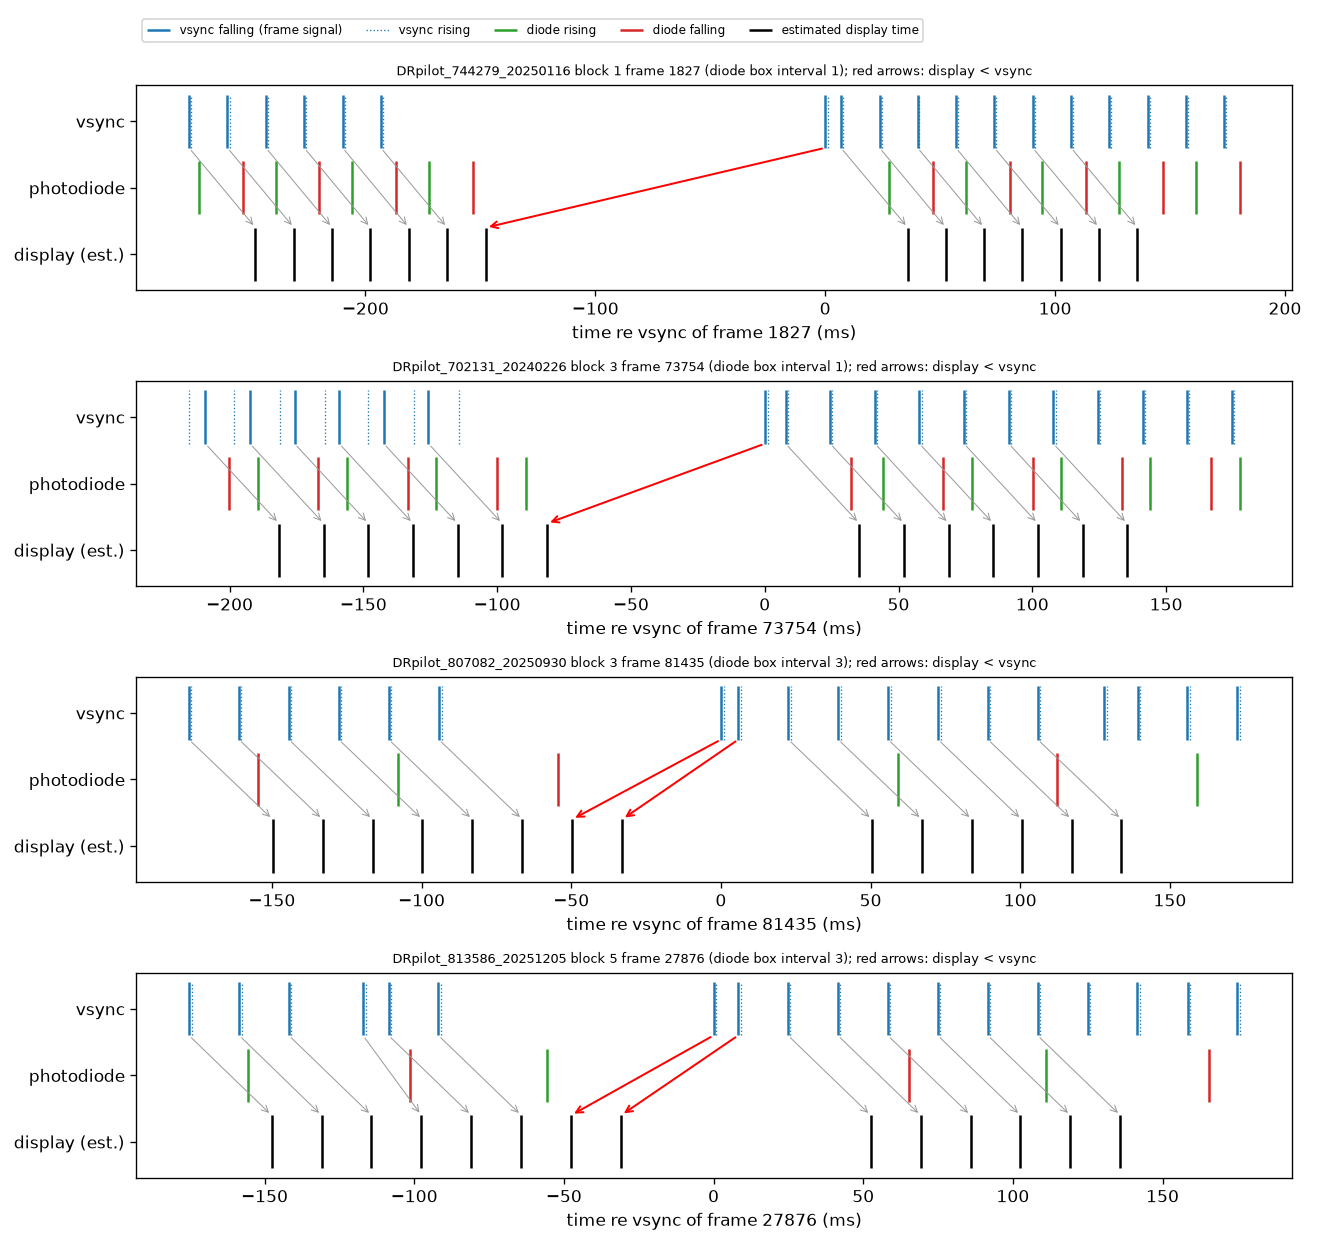 vsync falling (frame signal) vsync rising diode rising diode falling estimated display time
DRpilot_744279_20250116 block 1 frame 1827 (diode box interval 1); red arrows: display < vsync
vsync
photodiode
display (est.)
−200 −100 0 100 200
time re vsync of frame 1827 (ms)
DRpilot_702131_20240226 block 3 frame 73754 (diode box interval 1); red arrows: display < vsync
vsync
photodiode
display (est.)
−200 −150 −100 −50 0 50 100 150
time re vsync of frame 73754 (ms)
DRpilot_807082_20250930 block 3 frame 81435 (diode box interval 3); red arrows: display < vsync
vsync
photodiode
display (est.)
−150 −100 −50 0 50 100 150
time re vsync of frame 81435 (ms)
DRpilot_813586_20251205 block 5 frame 27876 (diode box interval 3); red arrows: display < vsync
vsync
photodiode
display (est.)
−150 −100 −50 0 50 100 150
time re vsync of frame 27876 (ms)